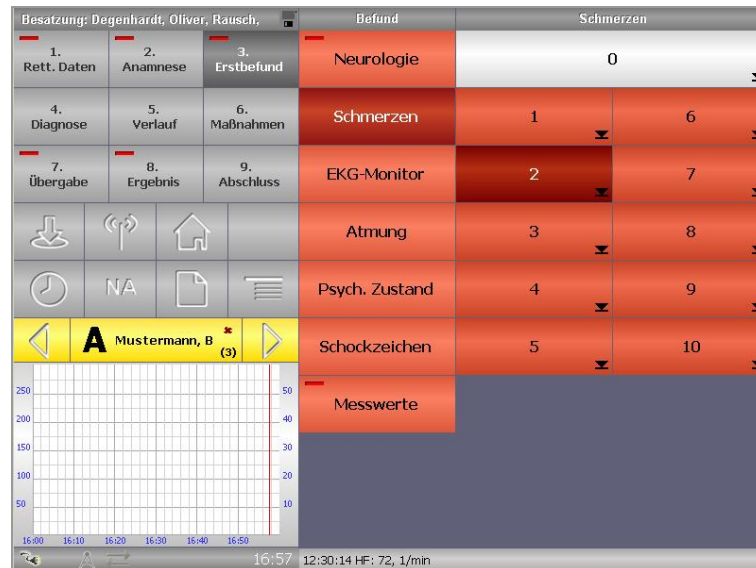 Besatzung: Degenhardt, Oliver, Rausch,
Befund
Schmerzen
1.
Rett. Daten
2.
Anamnese
3.
Erstbefund
4.
Diagnose
5.
Verlauf
6.
Maßnahmen
7.
Übergabe
8.
Ergebnis
9.
Abschluss
NA
A Mustermann, B (3)
Neurologie
Schmerzen
EKG-Monitor
Atmung
Psych. Zustand
Schockzeichen
Messwerte
0
1 6
2 7
3 8
4 9
5 10
250 50
200 40
150 30
100 20
50 10
16:00 16:10 16:20 16:30 16:40 16:50
16:57
12:30:14 HF: 72, 1/min